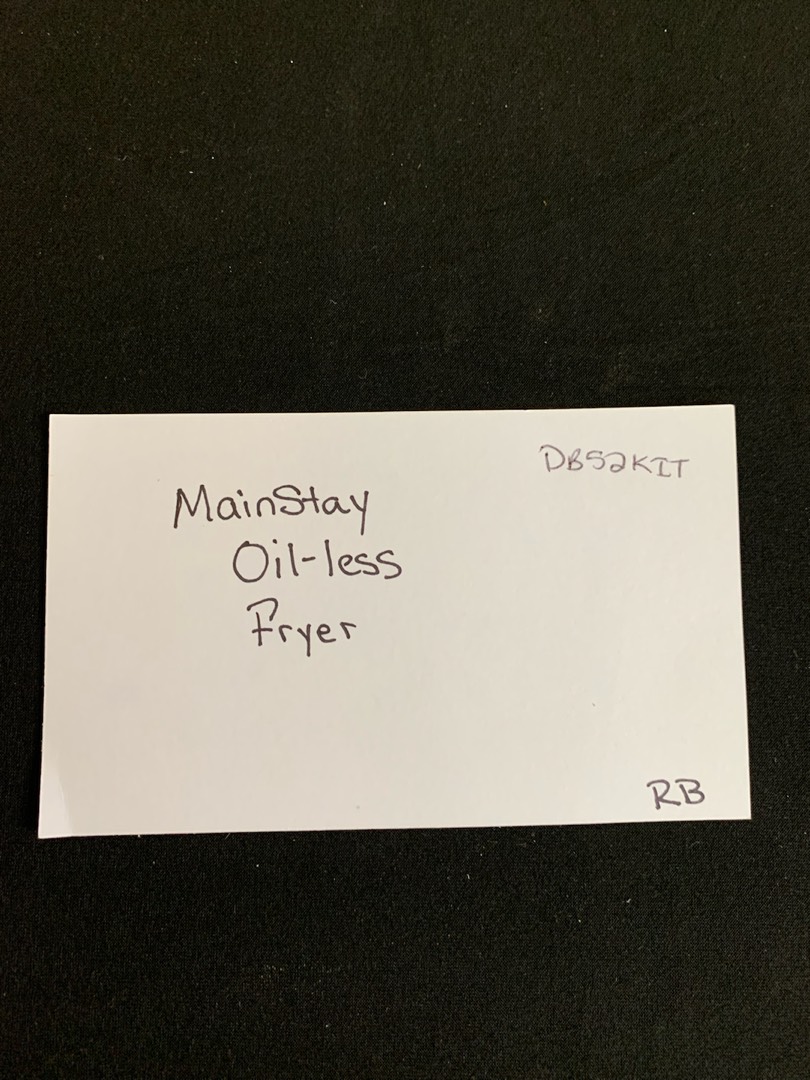 DBS2KIT
MainStay
Oil-less
Fryer
RB